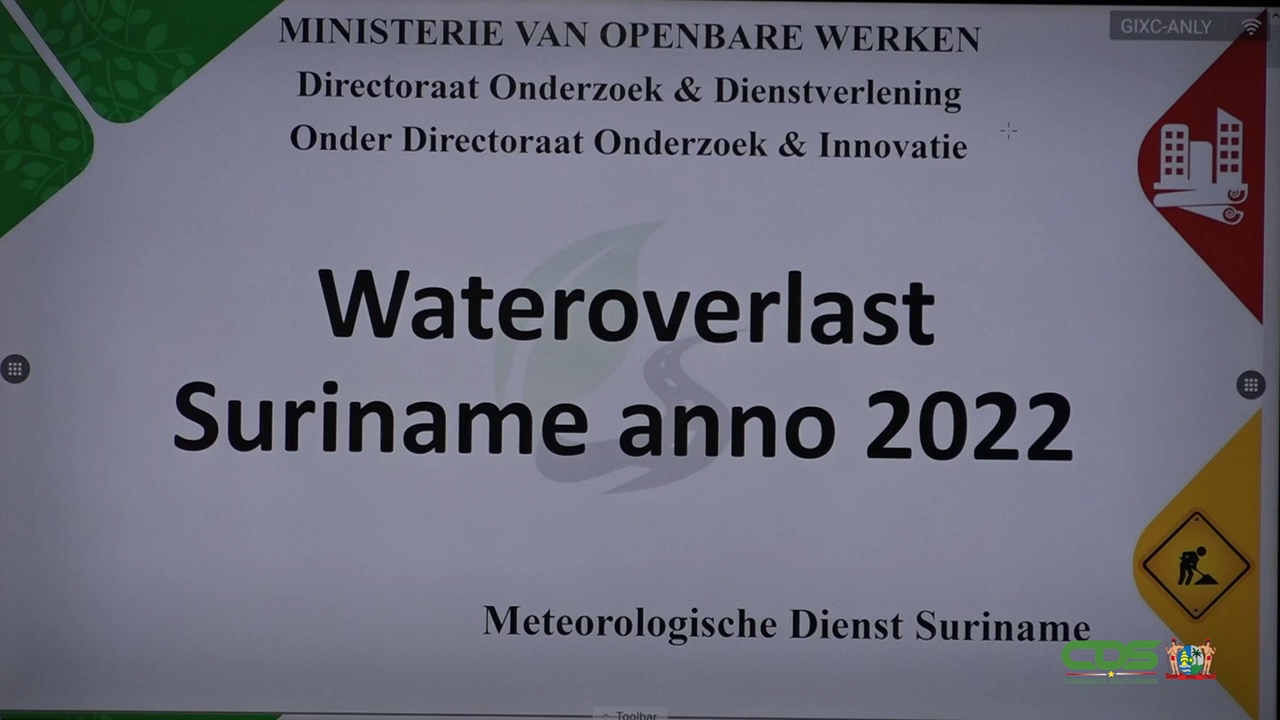 MINISTERIE VAN OPENBARE WERKEN
GIXC-ANLY
Directoraat Onderzoek & Dienstverlening
Onder Directoraat Onderzoek & Innovatie
Wateroverlast
Suriname anno 2022
Meteorologische Dienst Suriname
CDS
Toolbar